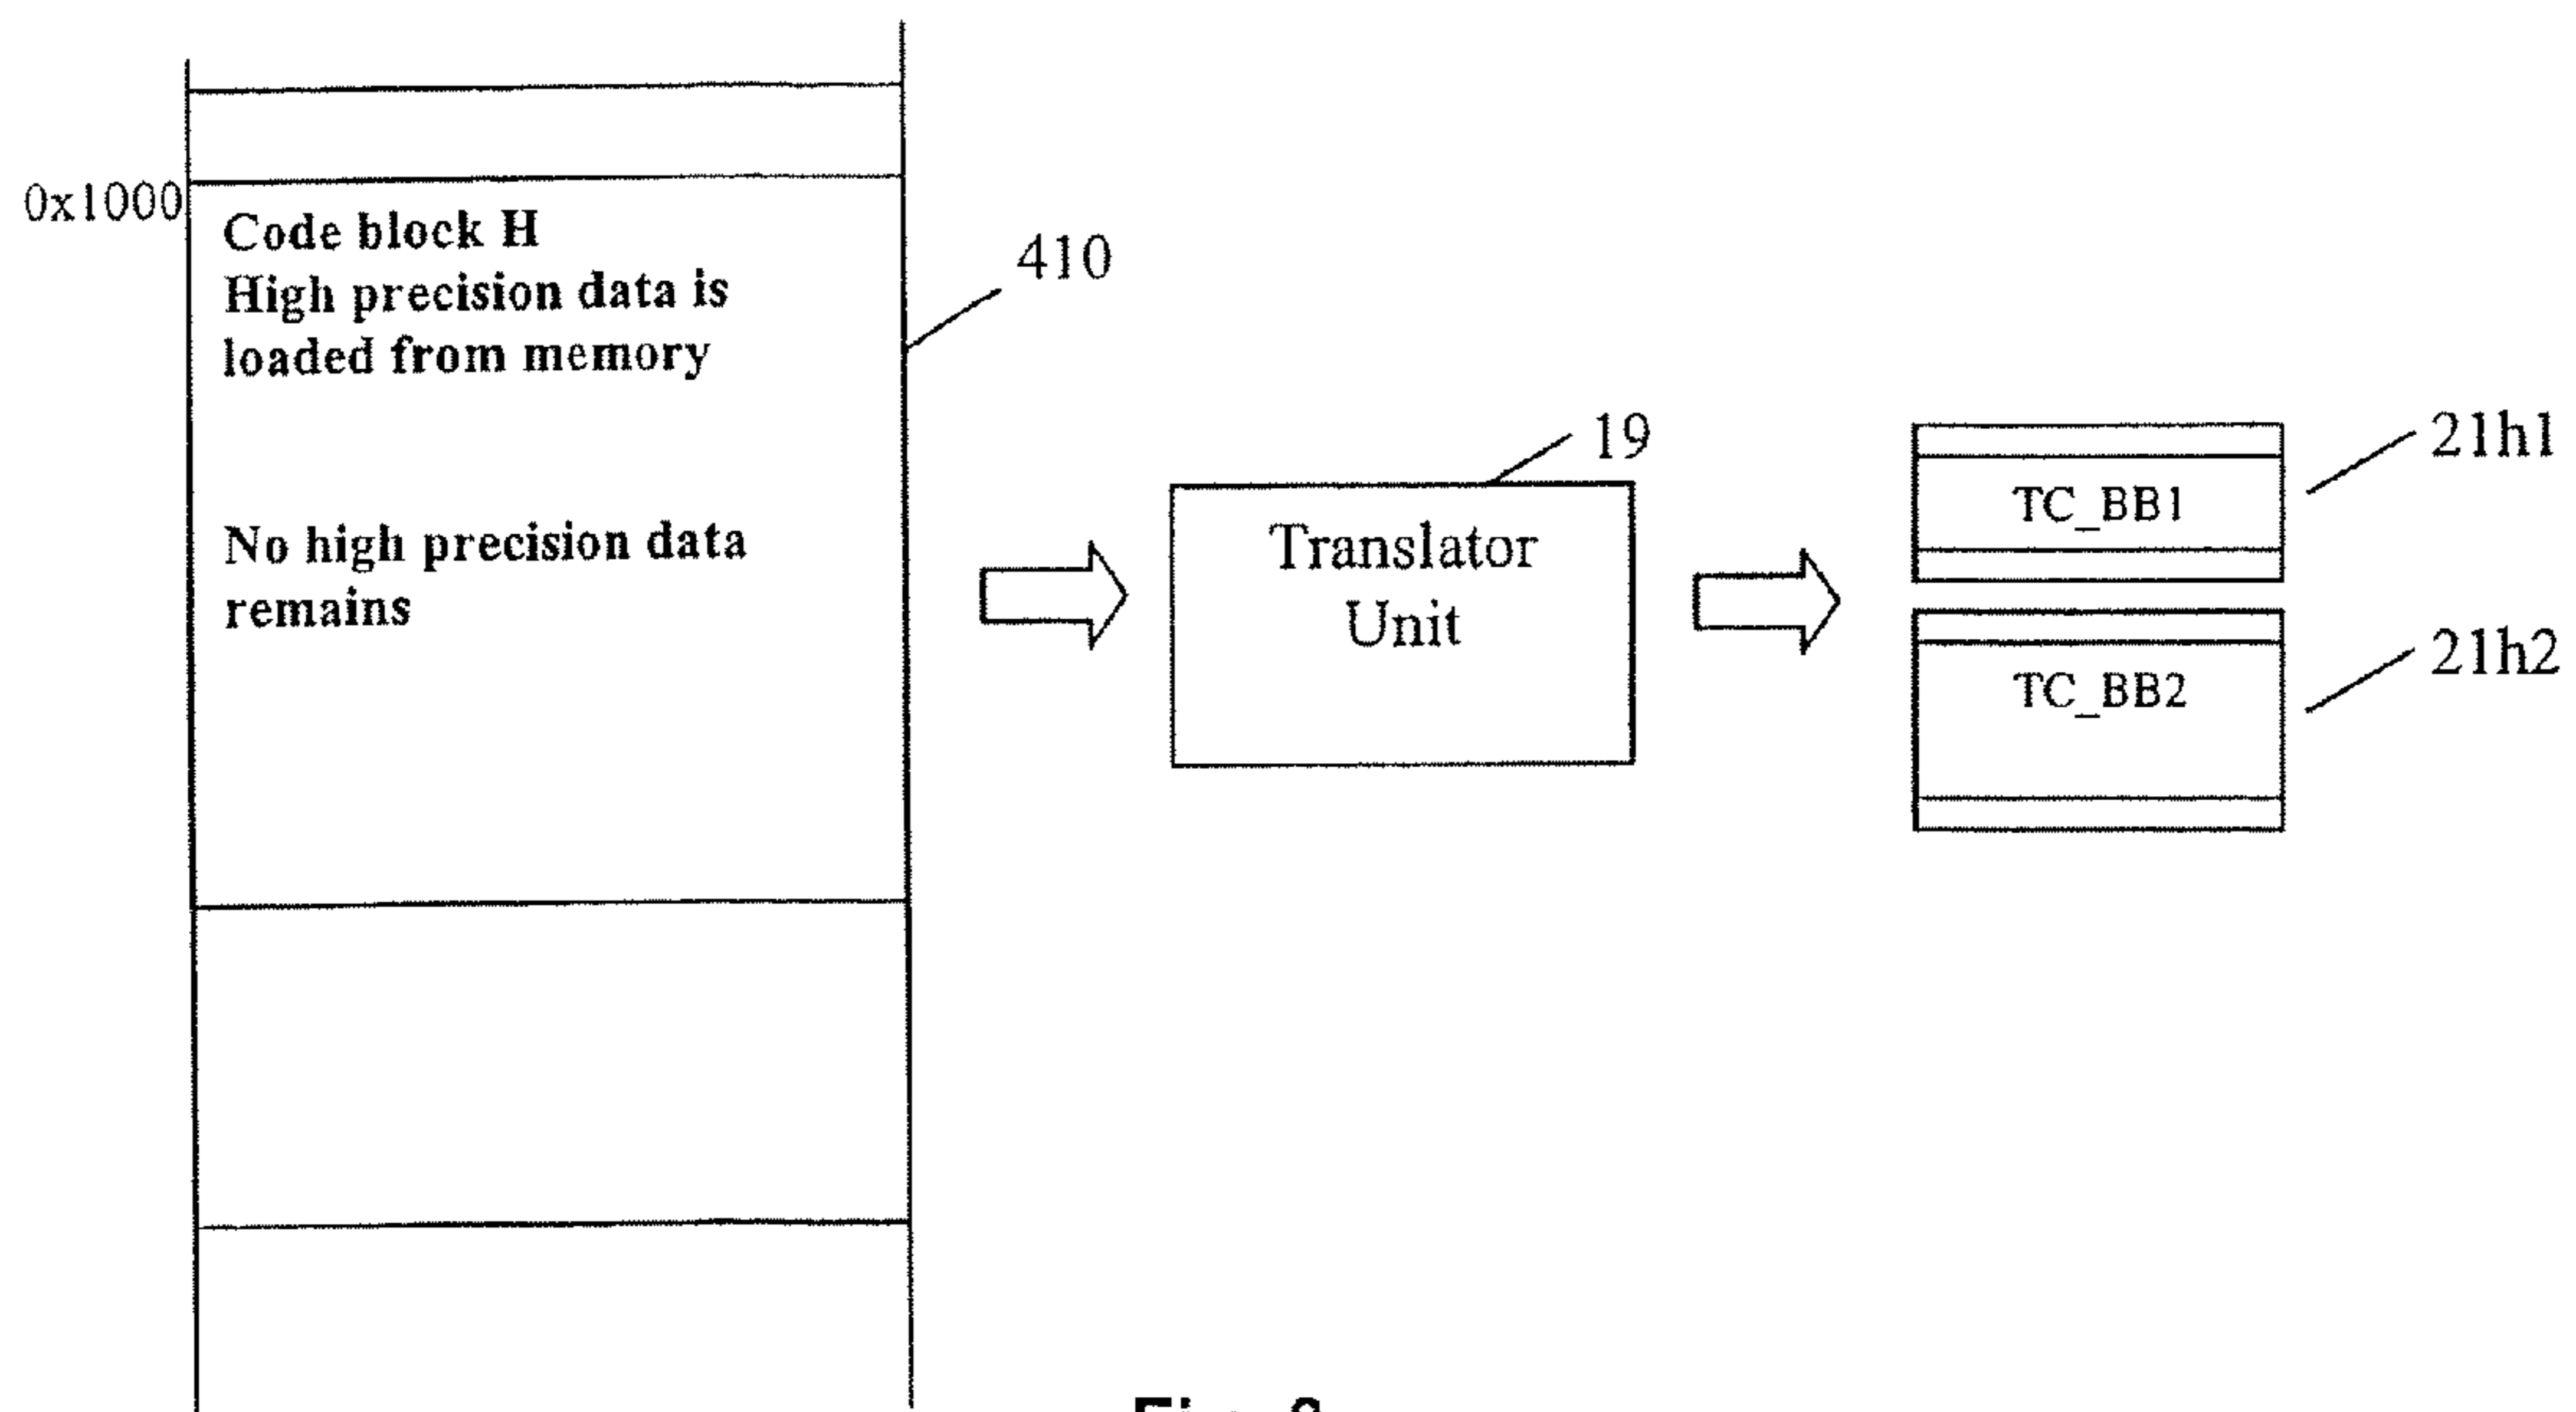 0x1000
Code block H
High precision data is
loaded from memory
No high precision data
remains
410
19
Translator
Unit
TC_BB1
21h1
TC_BB2
21h2